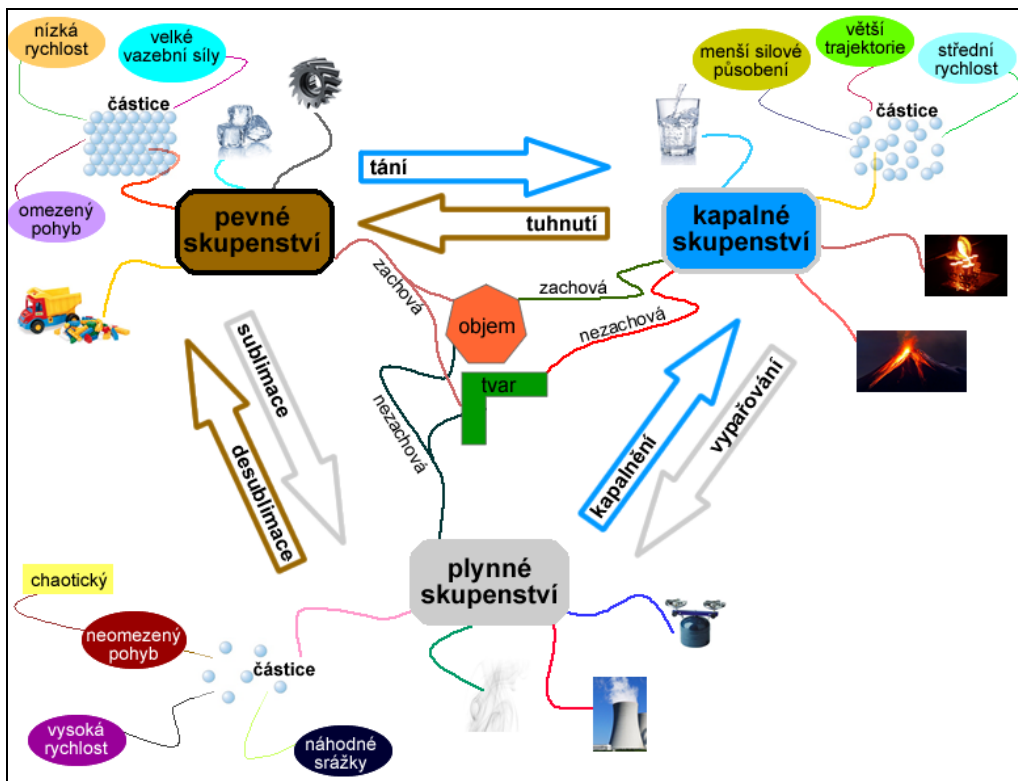 nízká
rychlost
velké
vazební síly
částice
omezený
pohyb
pevné
skupenství
tání
tuhnutí
menší silové
působení
větší
trajektorie
střední
rychlost
částice
kapalné
skupenství
zachová
objem
zachová
nezachová
tvar
nezachová
sublimace
desublimace
kapalnění
vypařování
plynné
skupenství
chaotický
neomezený
pohyb
částice
vysoká
rychlost
náhodné
srážky